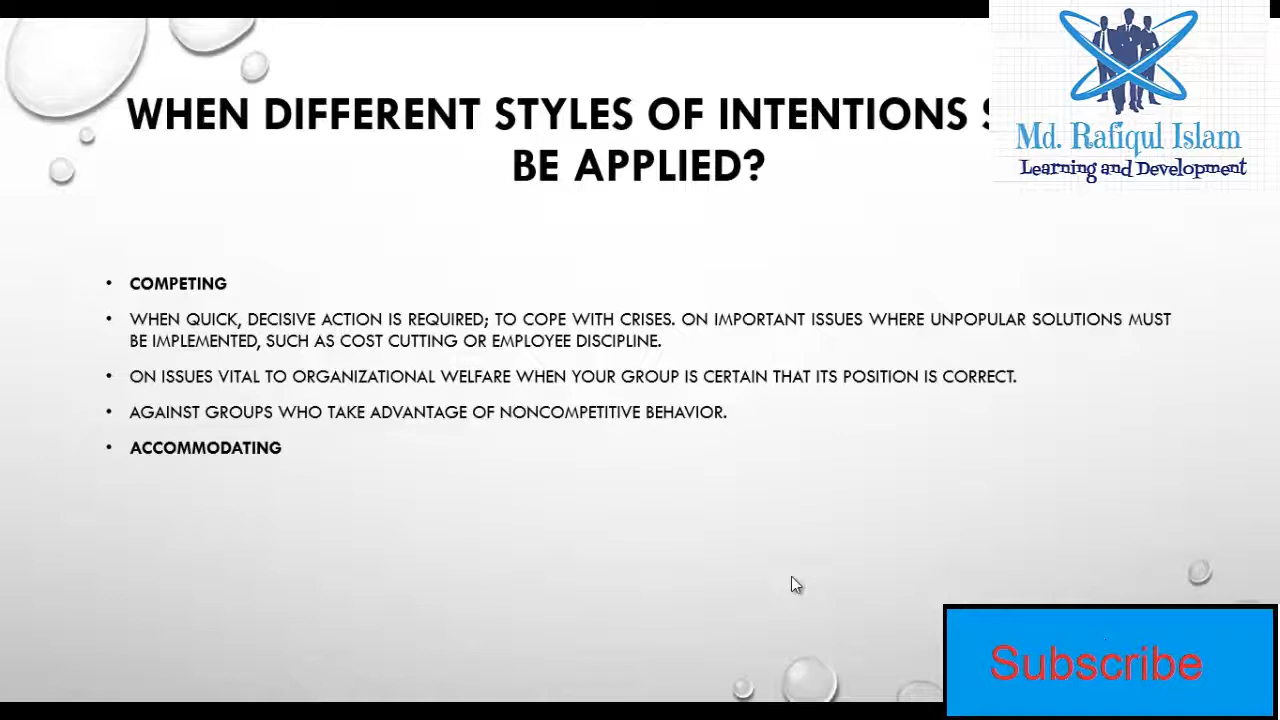 WHEN DIFFERENT STYLES OF INTENTIONS
BE APPLIED?
Md. Rafiqul Islam
Learning and Development
• COMPETING
• WHEN QUICK, DECISIVE ACTION IS REQUIRED; TO COPE WITH CRISES. ON IMPORTANT ISSUES WHERE UNPOPULAR SOLUTIONS MUST
BE IMPLEMENTED, SUCH AS COST CUTTING OR EMPLOYEE DISCIPLINE.
• ON ISSUES VITAL TO ORGANIZATIONAL WELFARE WHEN YOUR GROUP IS CERTAIN THAT ITS POSITION IS CORRECT.
• AGAINST GROUPS WHO TAKE ADVANTAGE OF NONCOMPETITIVE BEHAVIOR.
• ACCOMMODATING
Subscribe